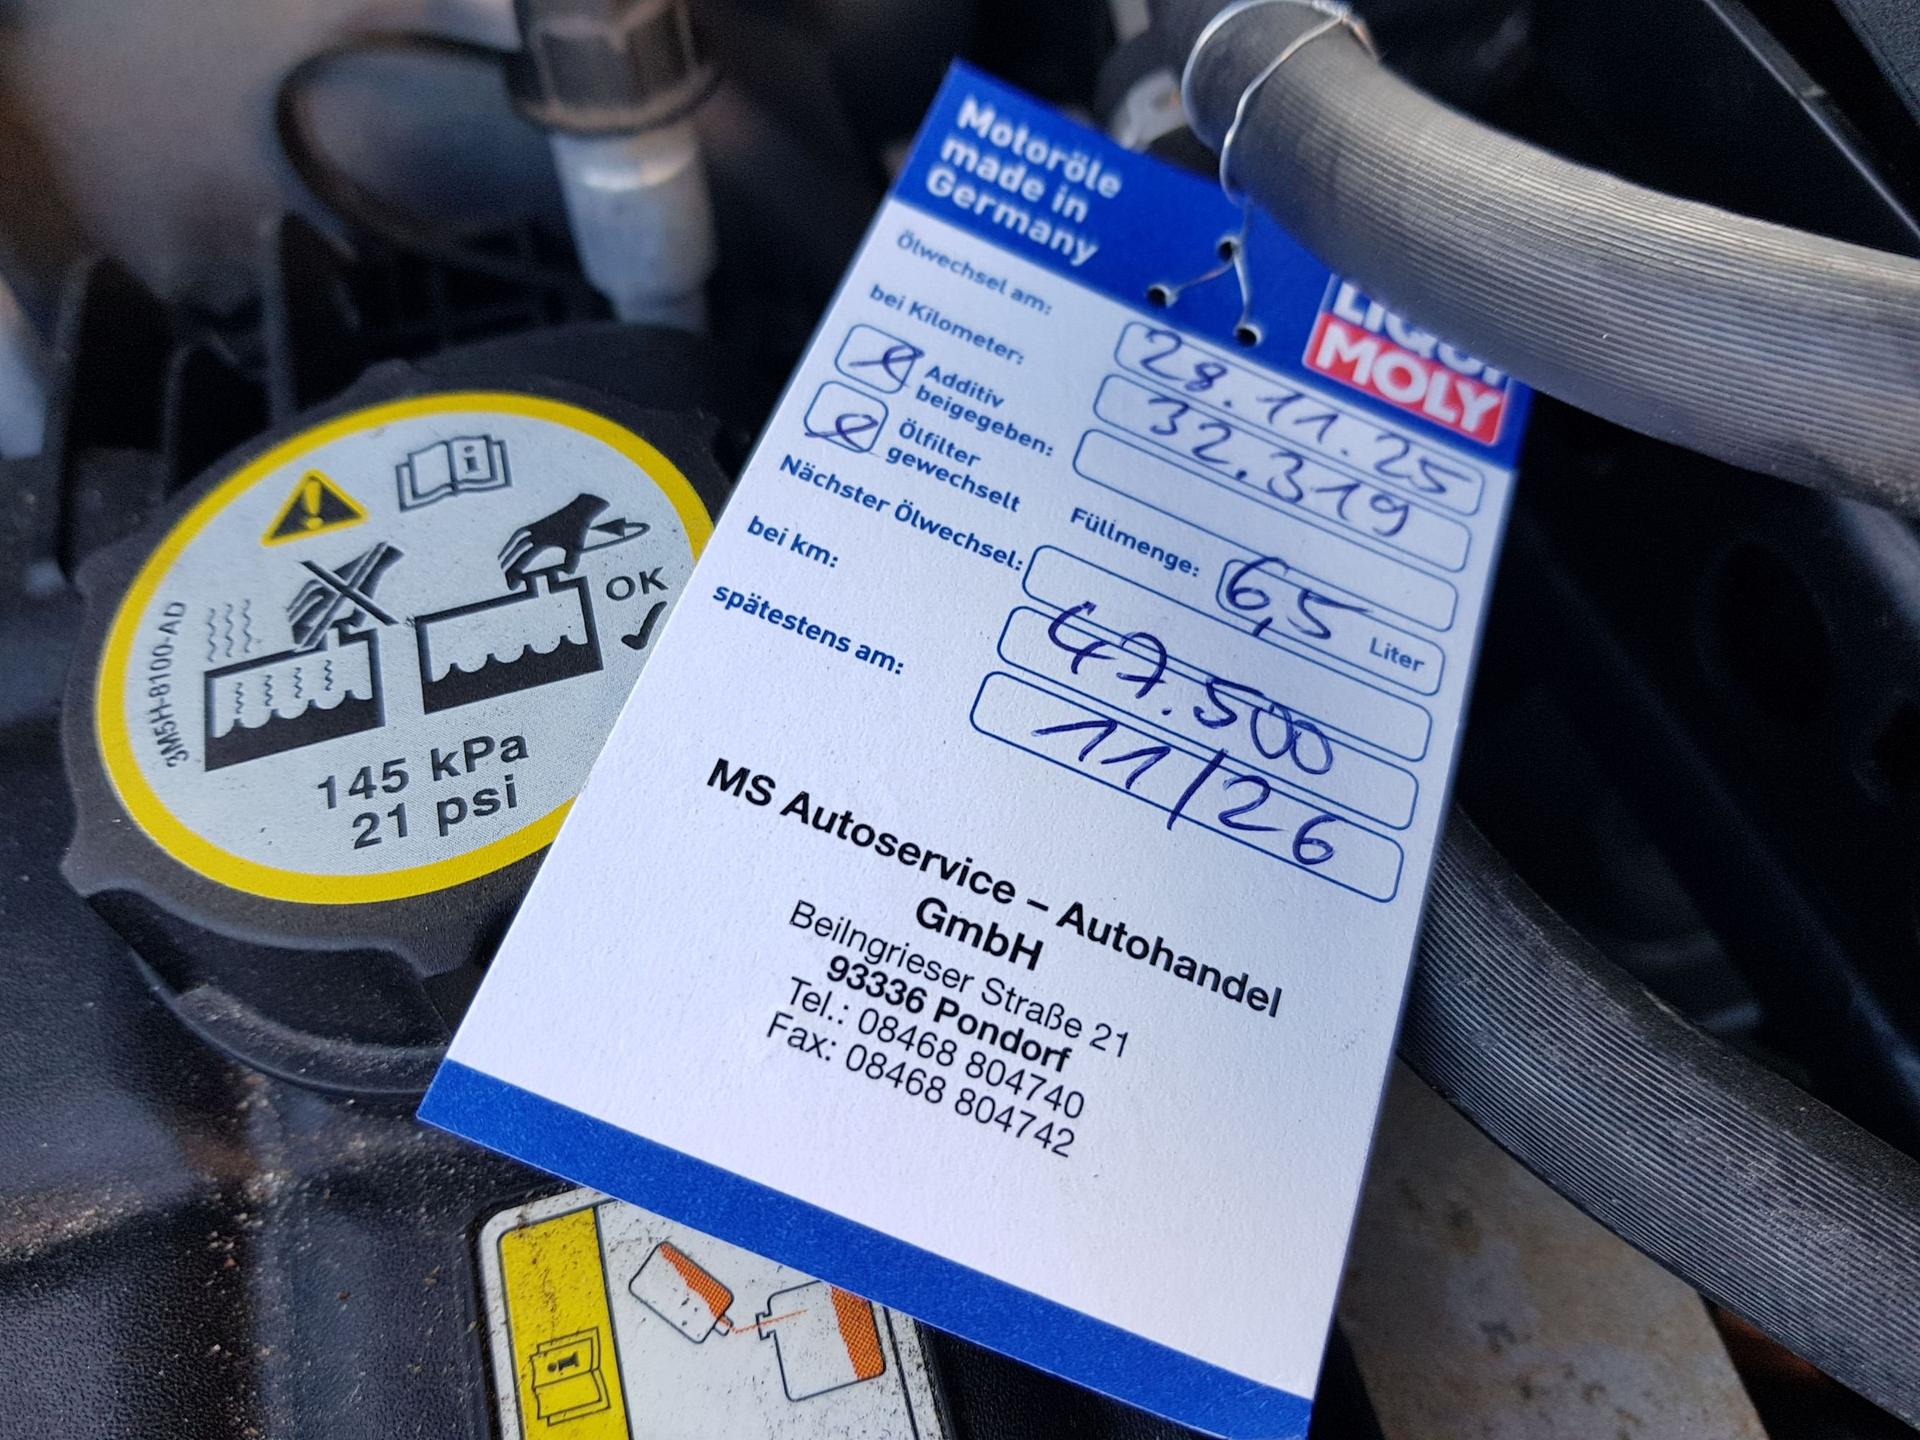 Motoröle
made in
Germany
LIQUI
MOLY
Ölwechsel am: 28.11.25
bei Kilometer: 32.319
Additiv
beigegeben:
Ölfilter
gewechselt
Füllmenge: 6,5 Liter
Nächster Ölwechsel:
bei km: 47.500
spätestens am: 11/26
MS Autoservice – Autohandel
GmbH
Beilngrieser Straße 21
93336 Pondorf
Tel.: 08468 804740
Fax: 08468 804742
OK
3M5H-8100-AD
145 kPa
21 psi